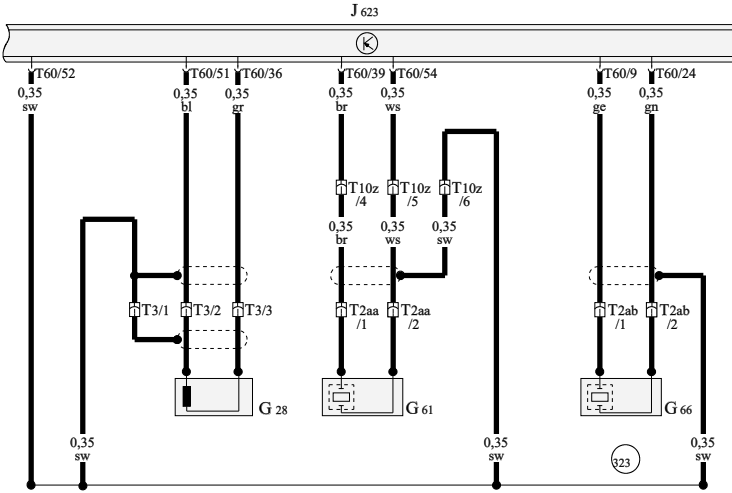 J 623
T60/52 T60/51 T60/36 T60/39 T60/54 T60/9 T60/24
0,35 0,35 0,35 0,35 0,35 0,35 0,35
sw bl gr br ws ge gn
T10z T10z T10z
/4 /5 /6
0,35 0,35 0,35
br ws sw
T3/1 T3/2 T3/3 T2aa T2aa T2ab T2ab
/1 /2 /1 /2
G 28 G 61 G 66
0,35 0,35 0,35
sw sw sw
323